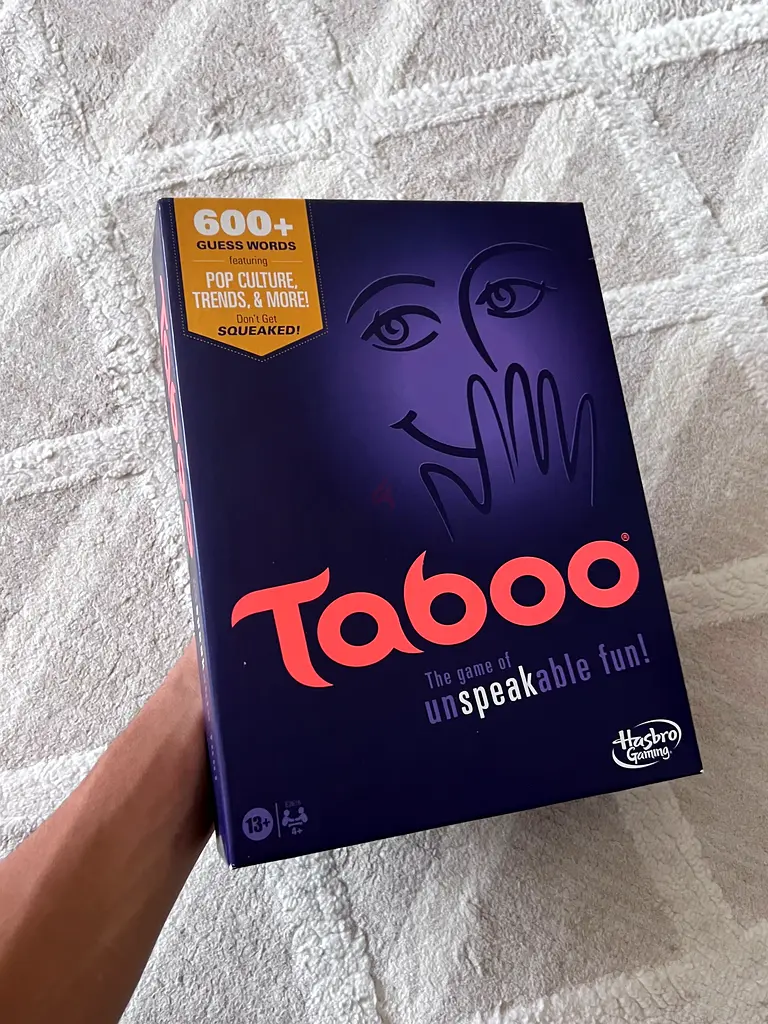 600+
GUESS WORDS
featuring
POP CULTURE,
TRENDS, & MORE!
Don't Get
SQUEAKED!
Taboo®
The game of
unspeakable fun!
Hasbro
Gaming
13+
4+